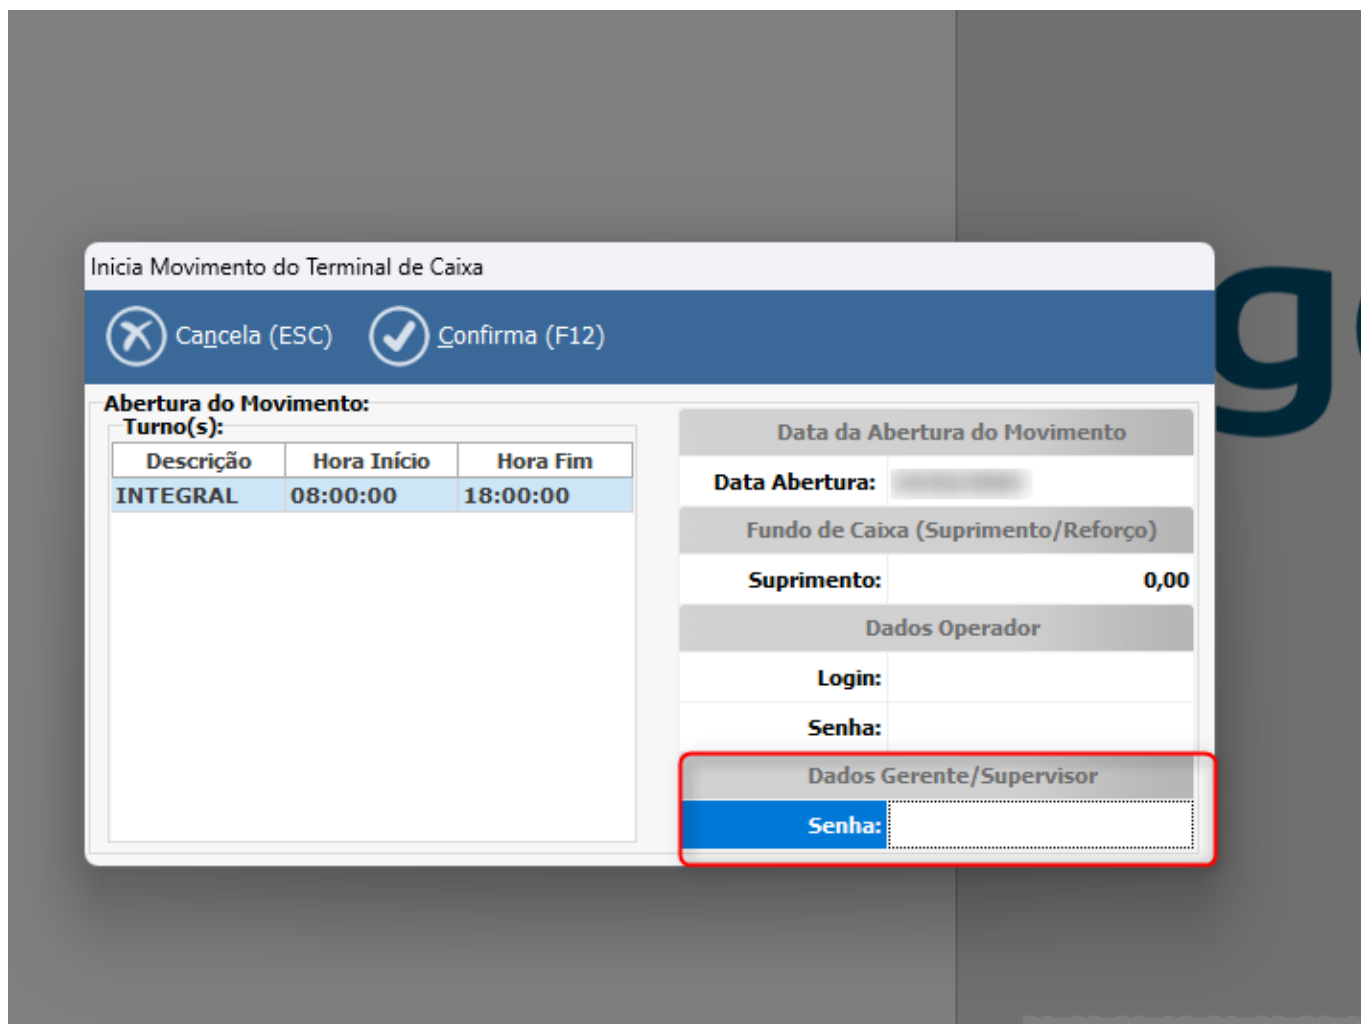 Inicia Movimento do Terminal de Caixa
Cancela (ESC)
Confirma (F12)
Abertura do Movimento:
Turno(s):
Descrição Hora Início Hora Fim
INTEGRAL 08:00:00 18:00:00
Data da Abertura do Movimento
Data Abertura:
Fundo de Caixa (Suprimento/Reforço)
Suprimento: 0,00
Dados Operador
Login:
Senha:
Dados Gerente/Supervisor
Senha:
g